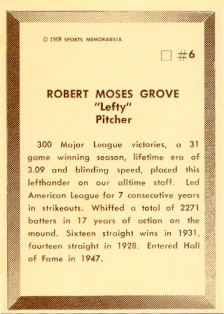 © 1988 SPORTS MEMORABILIA
#6
ROBERT MOSES GROVE
"Lefty"
Pitcher
300 Major League victories, a 31
game winning season, lifetime era of
3.09 and blinding speed, placed this
lefthander on our alltime staff. Led
American League for 7 consecutive years
in strikeouts. Whiffed a total of 2271
batters in 17 years of action on the
mound. Sixteen straight wins in 1931,
fourteen straight in 1928. Entered Hall
of Fame in 1947.